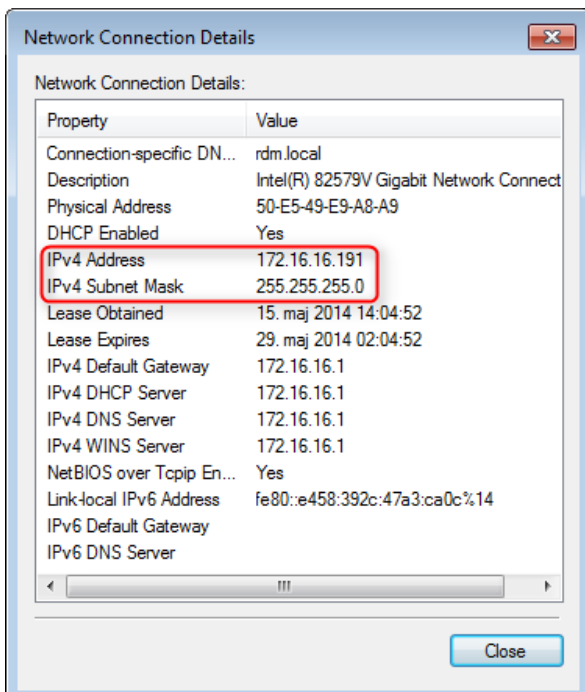 Network Connection Details
Network Connection Details:
Property Value
Connection-specific DN... rdm.local
Description Intel(R) 82579V Gigabit Network Connect
Physical Address 50-E5-49-E9-A8-A9
DHCP Enabled Yes
IPv4 Address 172.16.16.191
IPv4 Subnet Mask 255.255.255.0
Lease Obtained 15. maj 2014 14:04:52
Lease Expires 29. maj 2014 02:04:52
IPv4 Default Gateway 172.16.16.1
IPv4 DHCP Server 172.16.16.1
IPv4 DNS Server 172.16.16.1
IPv4 WINS Server 172.16.16.1
NetBIOS over Tcpip En... Yes
Link-local IPv6 Address fe80::e458:392c:47a3:ca0c%14
IPv6 Default Gateway
IPv6 DNS Server
Close